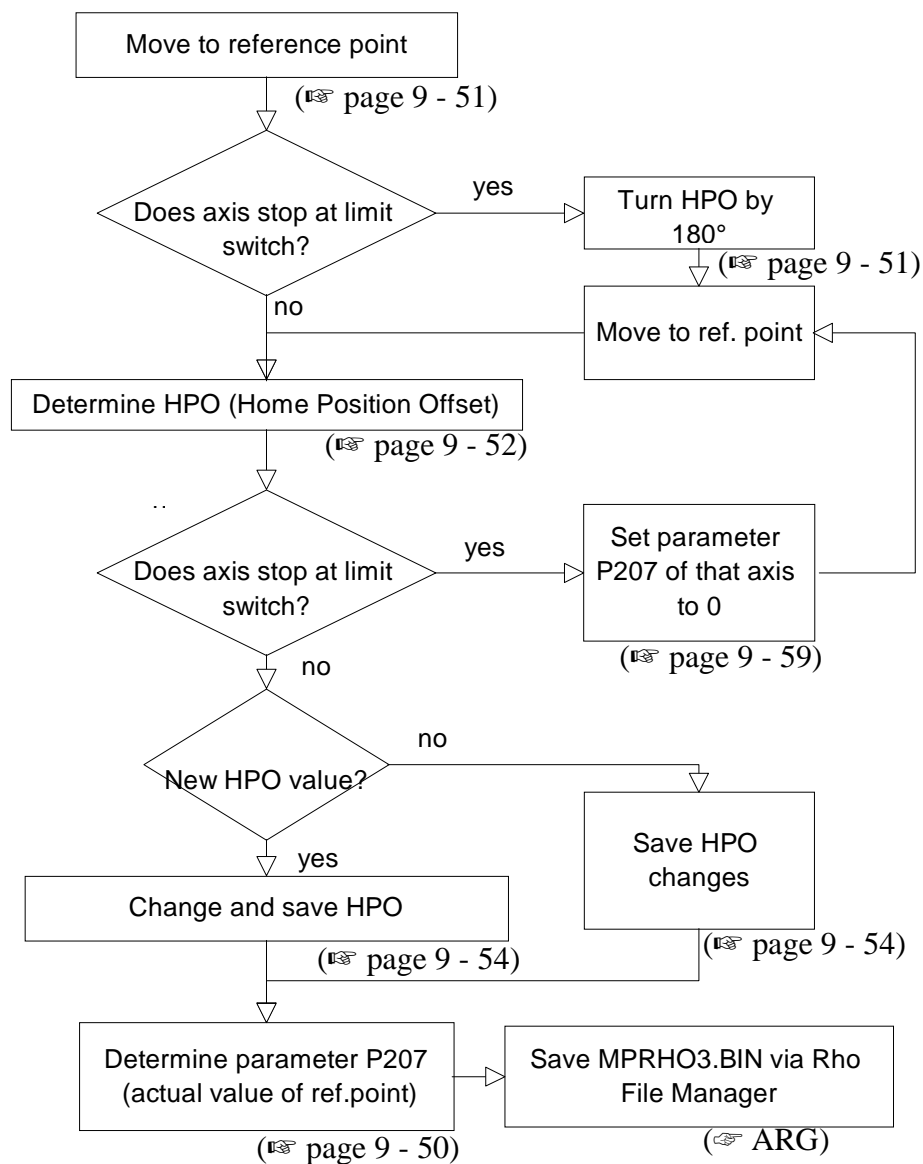 Move to reference point
(☞ page 9 - 51)
Does axis stop at limit
switch?
yes
Turn HPO by
180°
(☞ page 9 - 51)
no
Move to ref. point
Determine HPO (Home Position Offset)
(☞ page 9 - 52)
..
Does axis stop at limit
switch?
yes
Set parameter
P207 of that axis
to 0
(☞ page 9 - 59)
no
New HPO value?
no
Save HPO
changes
(☞ page 9 - 54)
yes
Change and save HPO
(☞ page 9 - 54)
Determine parameter P207
(actual value of ref.point)
(☞ page 9 - 50)
Save MPRHO3.BIN via Rho
File Manager
(☞ ARG)